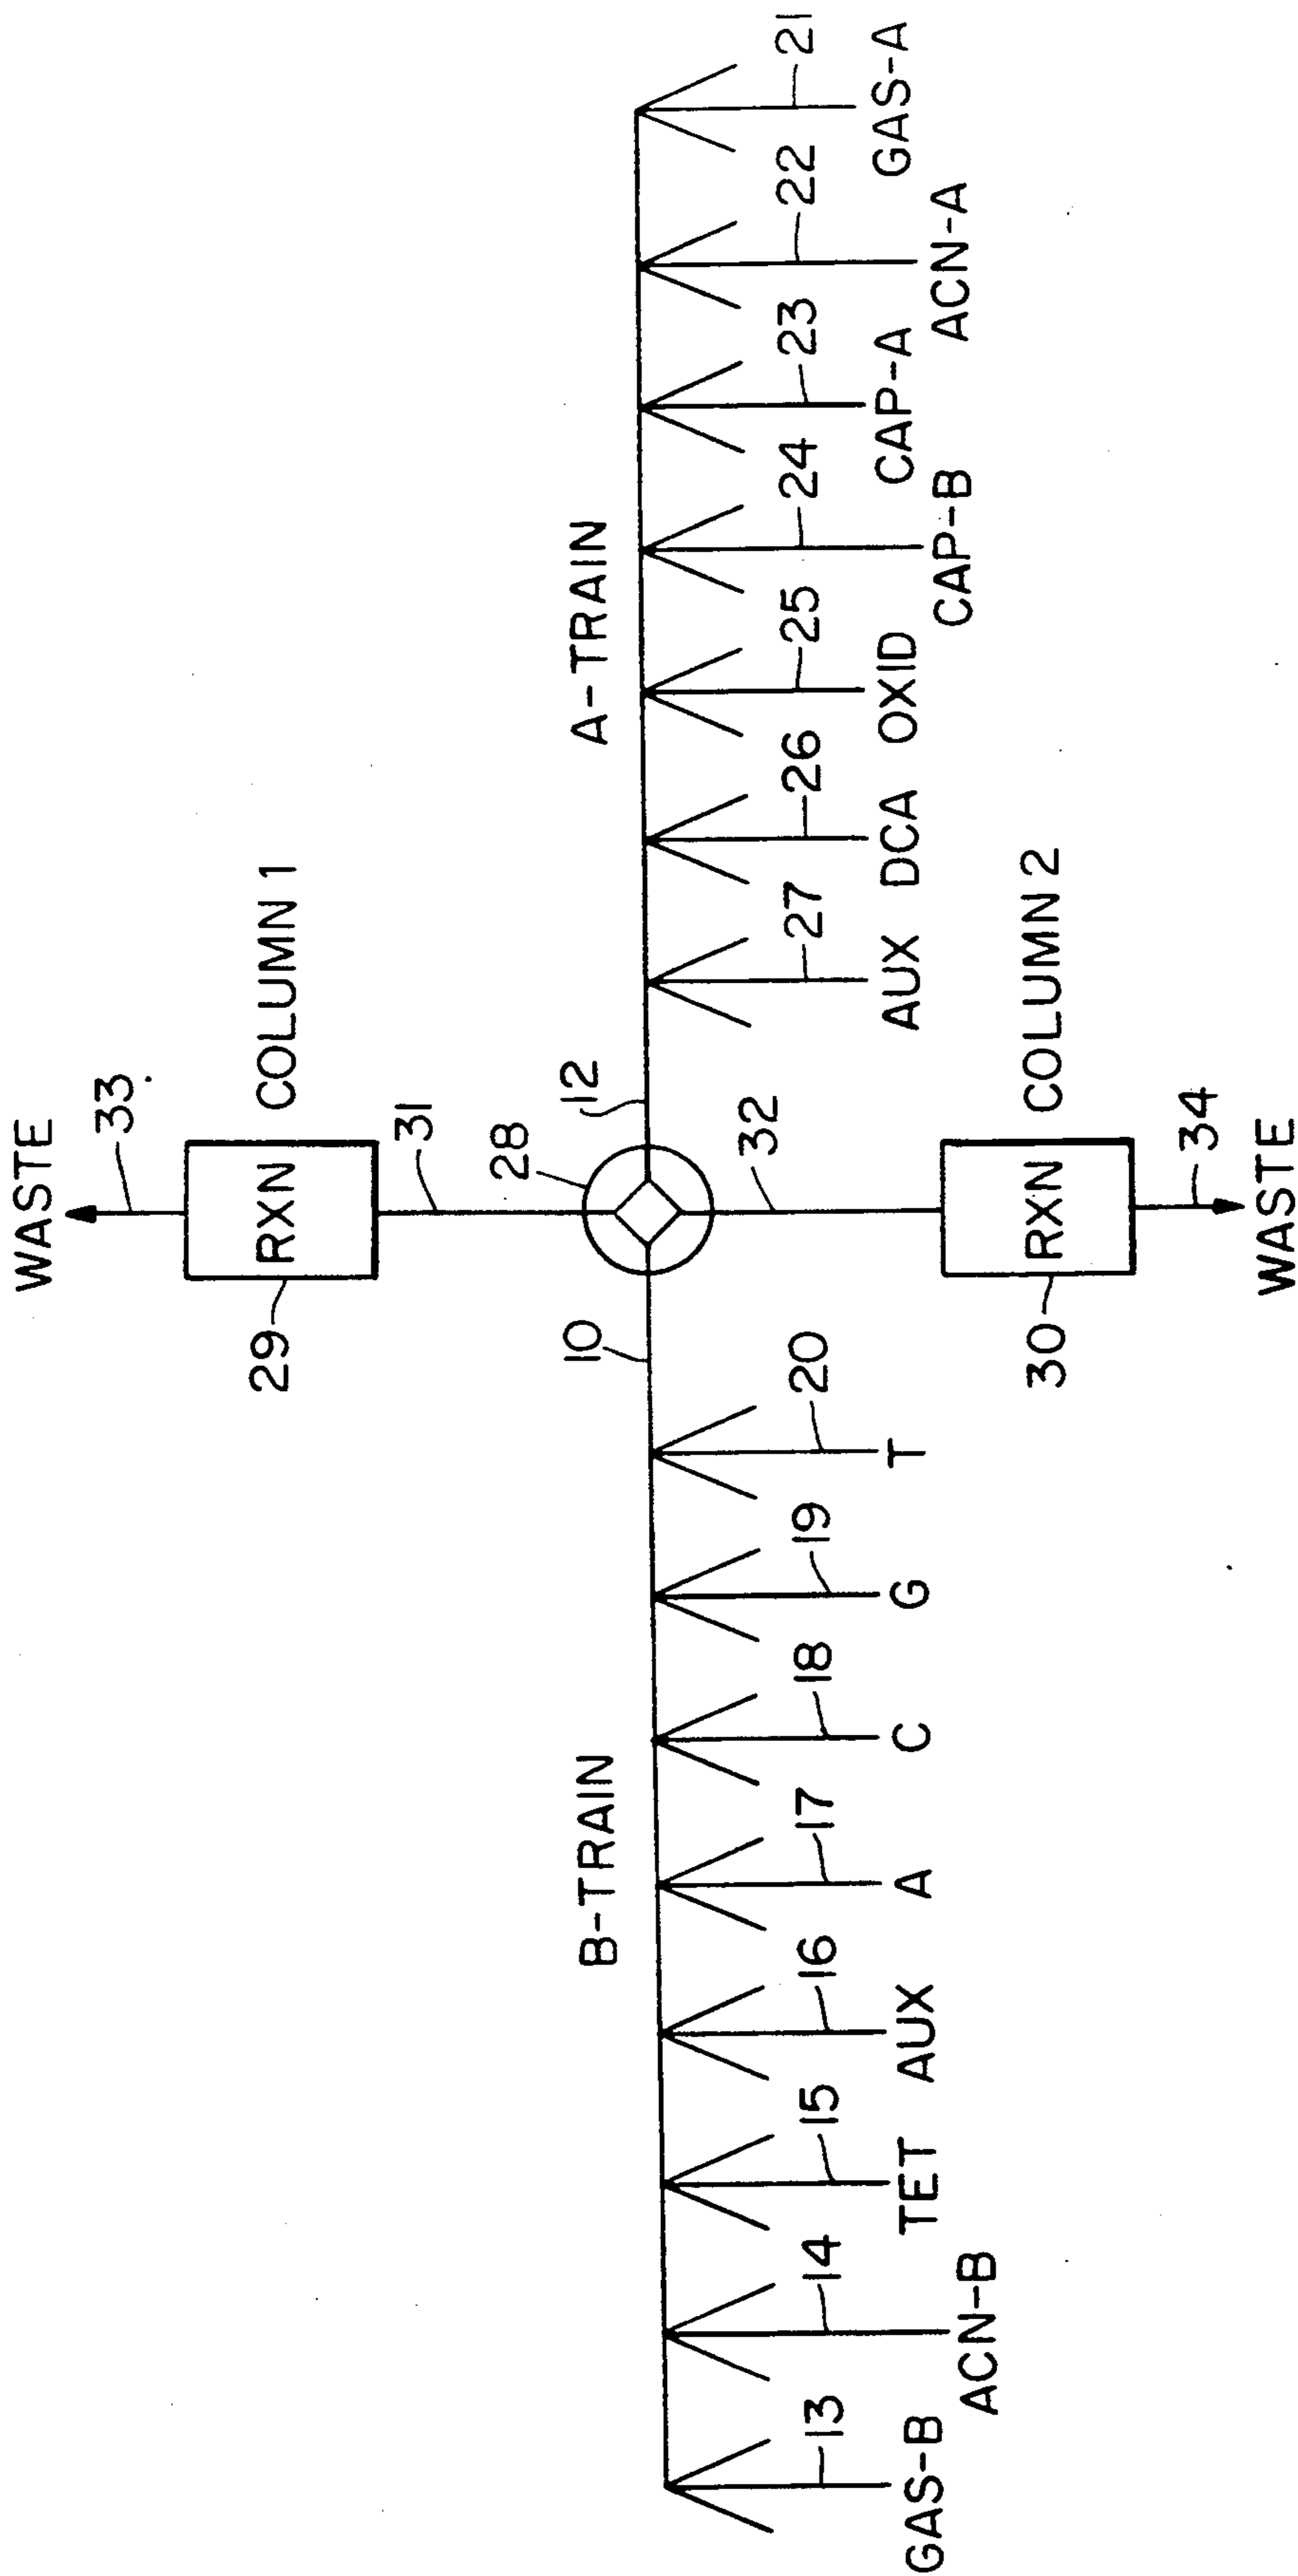 WASTE
33
RXN
COLUMN 1
29
31
28
B-TRAIN
A-TRAIN
10
12
13
14
15
16
17
18
19
20
27
26
25
24
23
22
21
32
GAS-B
ACN-B
TET
AUX
A
C
G
T
AUX
DCA
OXID
CAP-B
CAP-A
ACN-A
GAS-A
RXN
COLUMN 2
30
34
WASTE